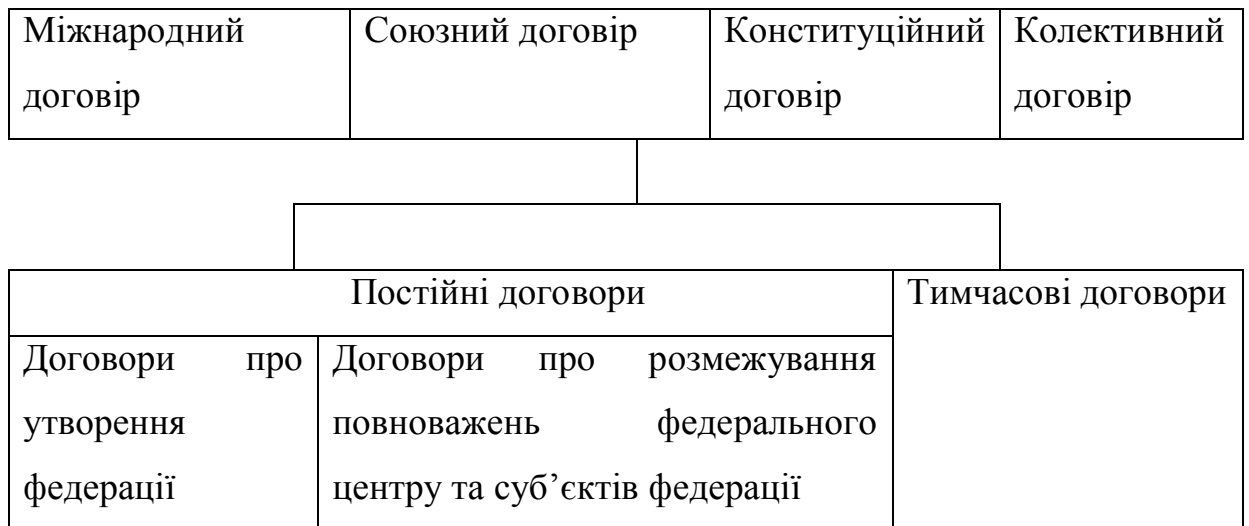 Міжнародний договір
Союзний договір
Конституційний договір
Колективний договір
Постійні договори
Тимчасові договори
Договори про
утворення
федерації
Договори про розмежування
повноважень федерального
центру та суб’єктів федерації